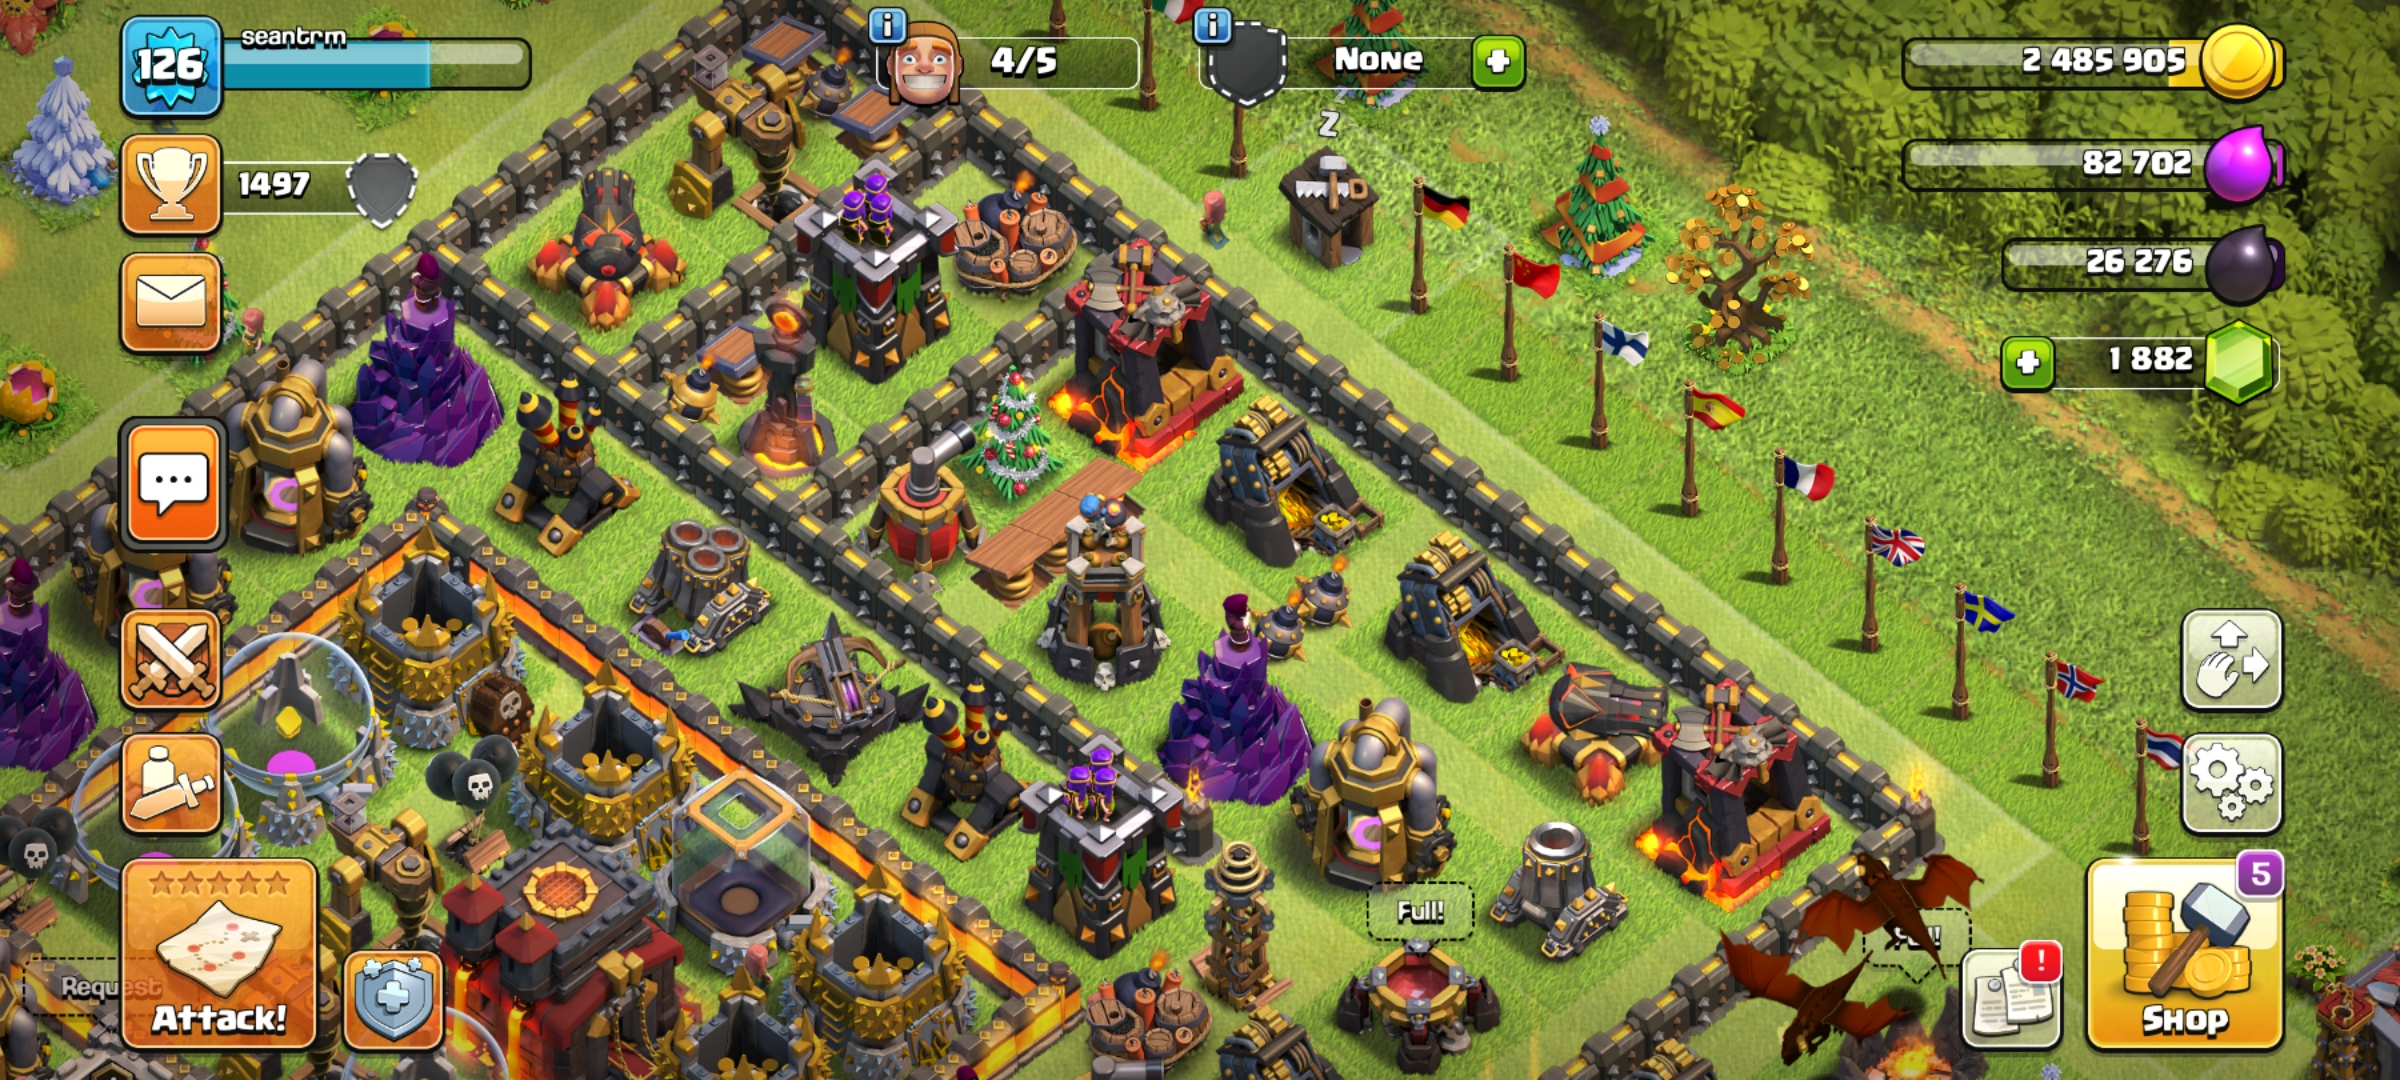 seantrm
126
4/5
None
2 485 905
z
Z
1497
82 702
26 276
1 882
5
Full!
Request
Attack!
!
Shop